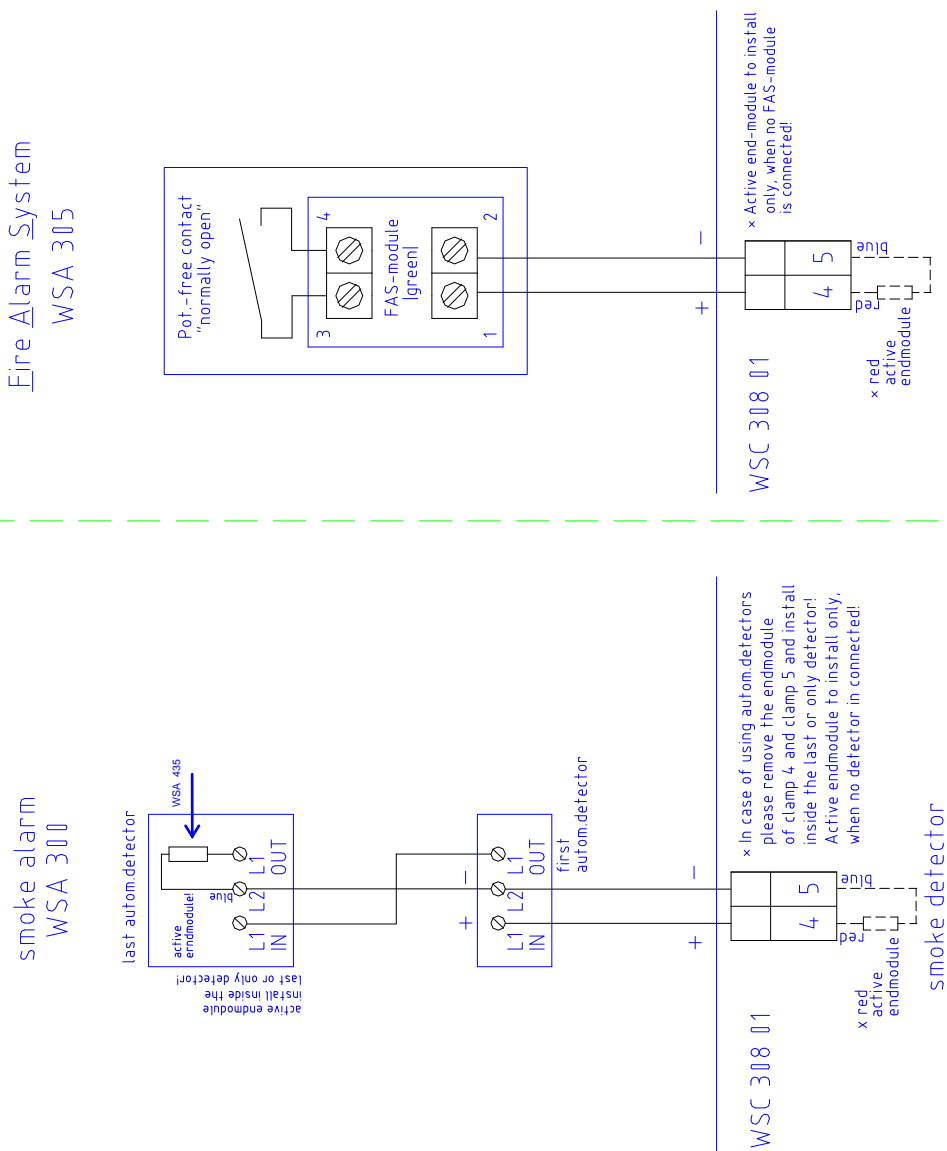 smoke alarm
WSA 300
last autom.detector
WSA 435
active
erndmodule!
blue
L1
IN
L2
L1
OUT
active endmodule
install inside the
last or only detector!
+
-
L1
IN
L2
L1
OUT
first
autom.detector
+
-
WSC 308 01
4
5
red
blue
x red
active
endmodule
× In case of using autom.detectors
please remove the endmodule
of clamp 4 and clamp 5 and install
inside the last or only detector!
Active endmodule to install only,
when no detector in connected!
smoke detector
Fire Alarm System
WSA 305
Pot.-free contact
"normally open"
3
4
FAS-module
|green|
1
2
+
-
WSC 308 01
4
5
red
blue
× red
active
endmodule
× Active end-module to install
only, when no FAS-module
is connected!